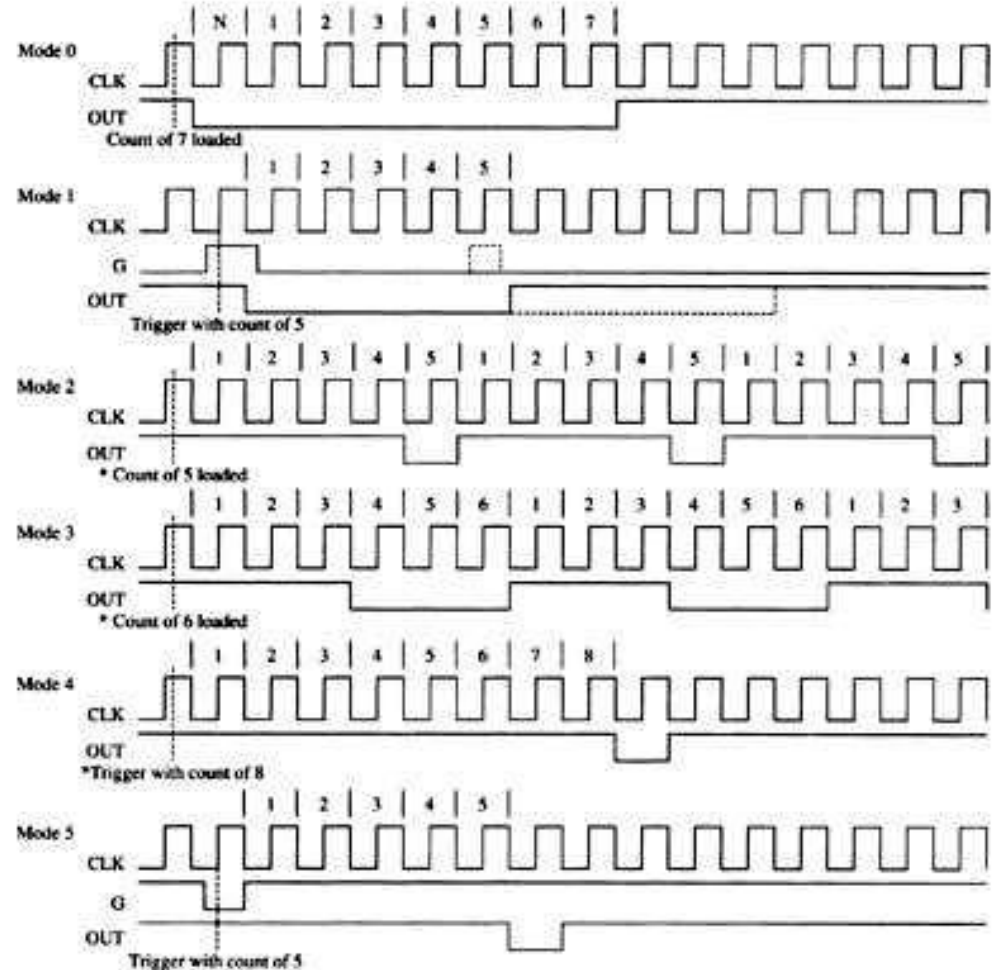 N 1 2 3 4 5 6 7
Mode 0
CLK
OUT
Count of 7 loaded
1 2 3 4 5
Mode 1
CLK
G
OUT
Trigger with count of 5
1 2 3 4 5 1 2 3 4 5 1 2 3 4 5
Mode 2
CLK
OUT
* Count of 5 loaded
1 2 3 4 5 6 1 2 3 4 5 6 1 2 3
Mode 3
CLK
OUT
* Count of 6 loaded
1 2 3 4 5 6 7 8
Mode 4
CLK
OUT
*Trigger with count of 8
1 2 3 4 5
Mode 5
CLK
G
OUT
Trigger with count of 5